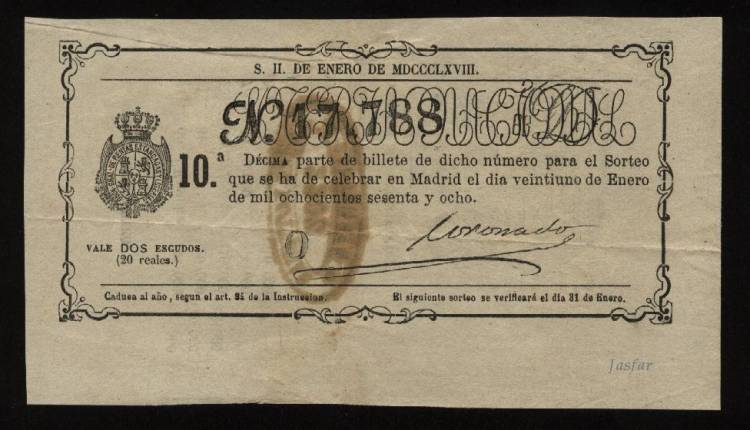 S. II. DE ENERO DE MDCCCLXVIII.
N. 17,788
10.ª DÉCIMA parte de billete de dicho número para el Sorteo
que se ha de celebrar en Madrid el dia veintiuno de Enero
de mil ochocientos sesenta y ocho.
Coronado
VALE DOS ESCUDOS.
(20 reales.)
Caduca al año, segun el art. 24 de la Instruccion.
El siguiente sorteo se verificará el dia 31 de Enero.
Jasfar